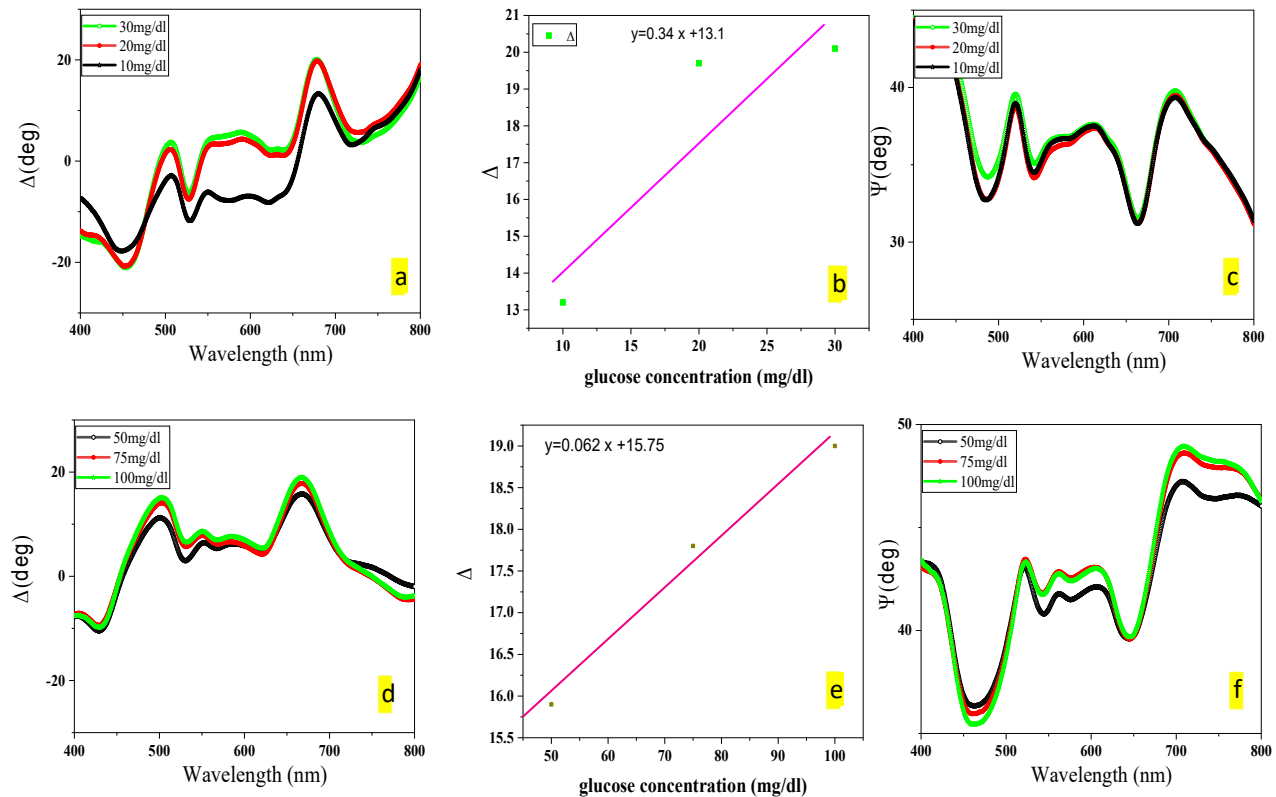 30mg/dl
20mg/dl
10mg/dl
20
0
-20
Δ(deg)
400 500 600 700 800
Wavelength (nm)
a
Δ
y=0.34 x +13.1
21
20
19
18
17
16
15
14
13
Δ
10 15 20 25 30
glucose concentration (mg/dl)
b
30mg/dl
20mg/dl
10mg/dl
40
30
Ψ(deg)
400 500 600 700 800
Wavelength (nm)
c
50mg/dl
75mg/dl
100mg/dl
20
0
-20
Δ(deg)
400 500 600 700 800
Wavelength (nm)
d
y=0.062 x +15.75
19.0
18.5
18.0
17.5
17.0
16.5
16.0
15.5
Δ
50 60 70 80 90 100
glucose concentration (mg/dl)
e
50mg/dl
75mg/dl
100mg/dl
50
40
Ψ(deg)
400 500 600 700 800
Wavelength (nm)
f